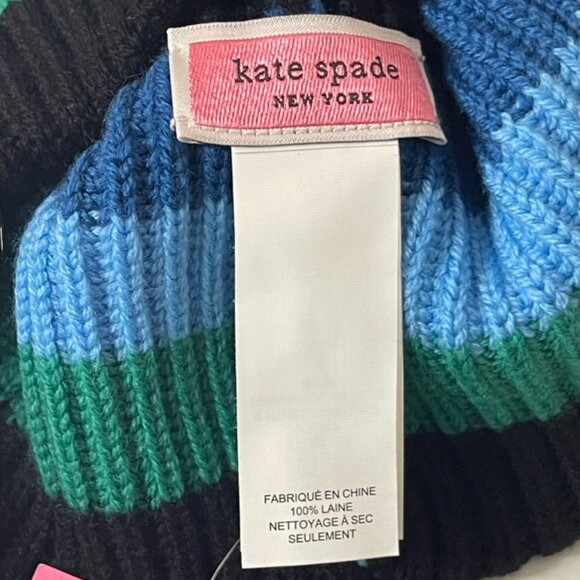 kate spade
NEW YORK
FABRIQUÉ EN CHINE
100% LAINE
NETTOYAGE À SEC
SEULEMENT